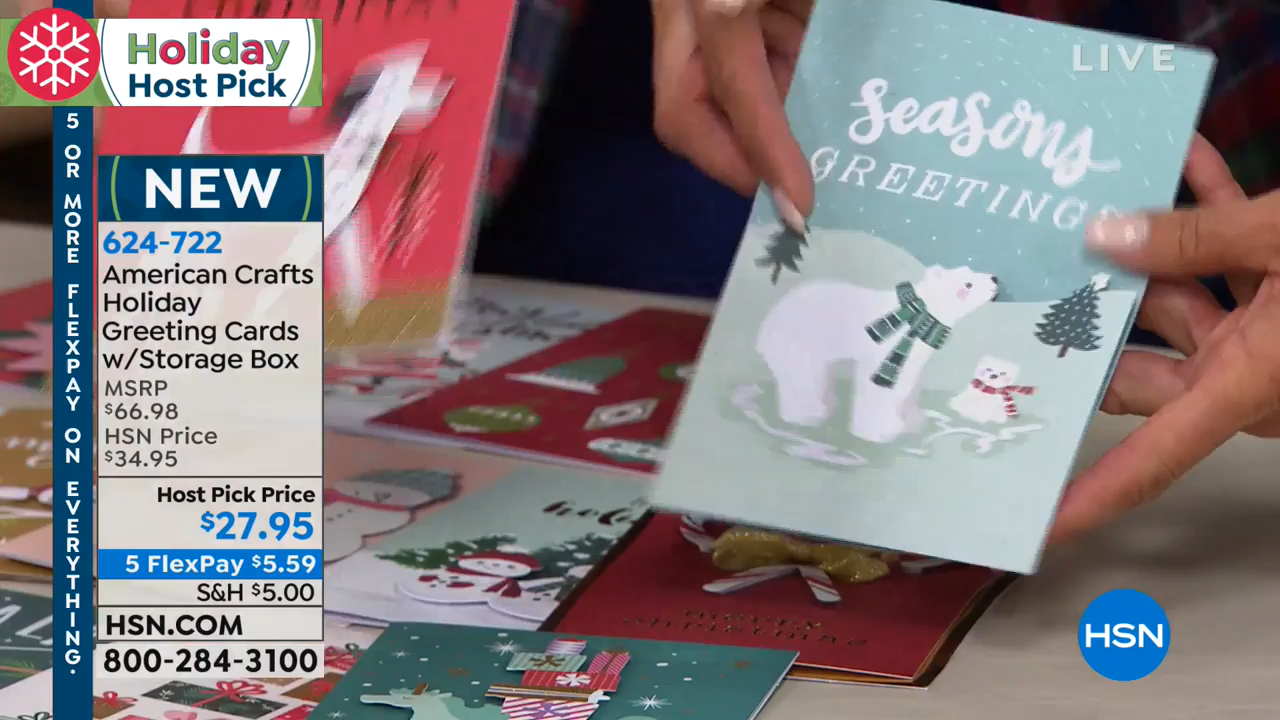 Holiday
Host Pick
LIVE
5 OR MORE FLEXPAY ON EVERYTHING.
NEW
624-722
American Crafts
Holiday
Greeting Cards
w/Storage Box
MSRP
$66.98
HSN Price
$34.95
Host Pick Price
$27.95
5 FlexPay $5.59
S&H $5.00
HSN.COM
800-284-3100
Seasons
GREETINGS
HSN